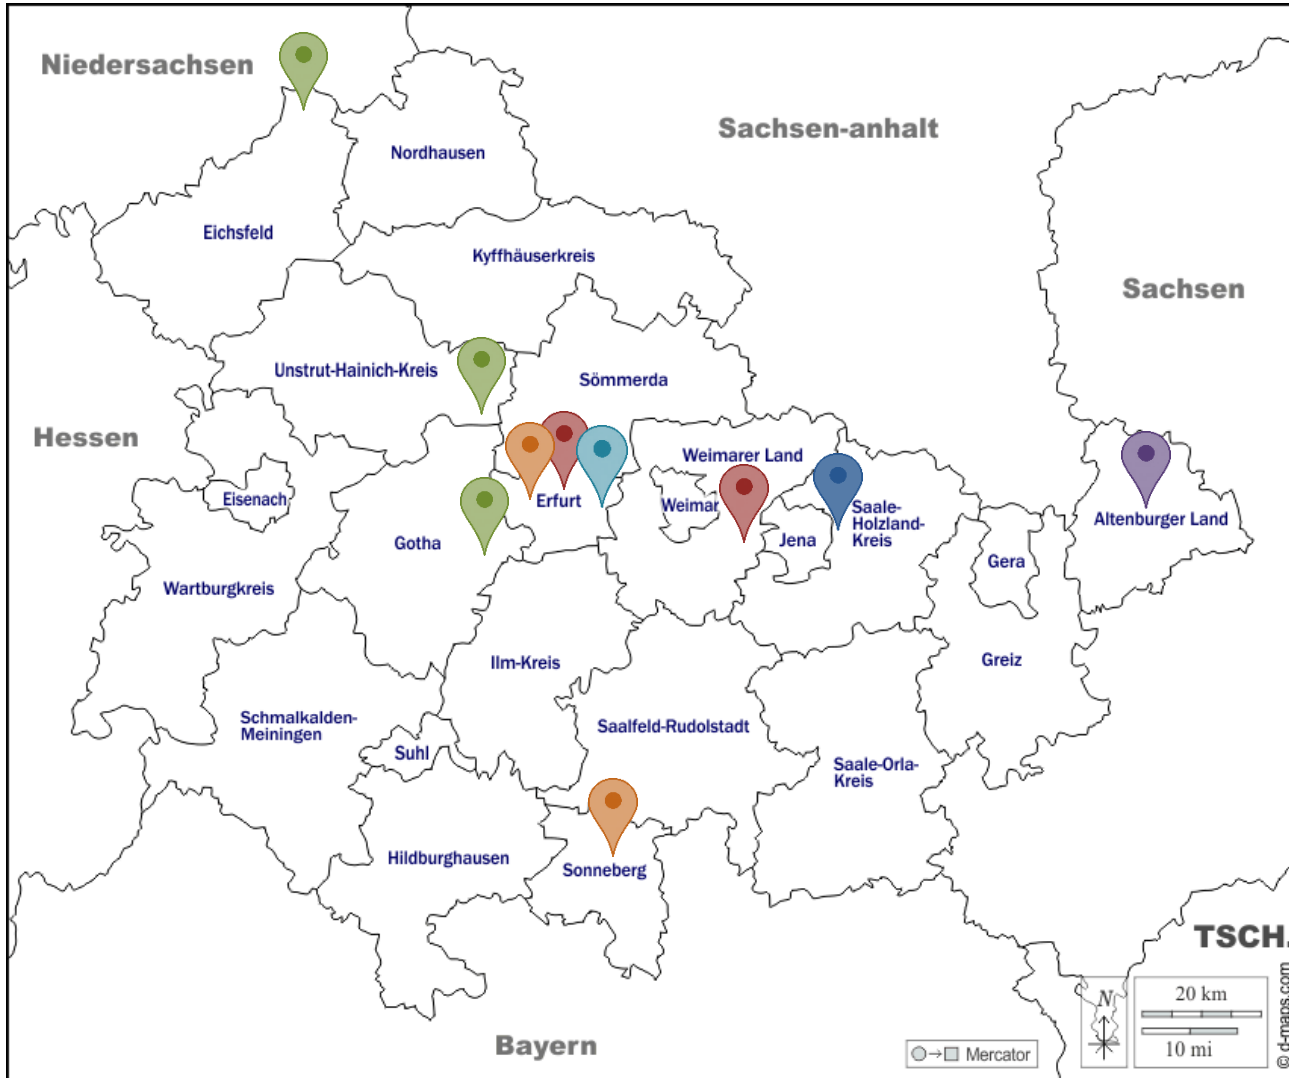 Niedersachsen
Sachsen-anhalt
Nordhausen
Eichsfeld
Kyffhäuserkreis
Sachsen
Unstrut-Hainich-Kreis
Sömmerda
Hessen
Weimarer Land
Eisenach
Erfurt
Weimar
Saale-
Holzland-
Kreis
Altenburger Land
Gotha
Jena
Gera
Wartburgkreis
Ilm-Kreis
Greiz
Schmalkalden-
Meiningen
Saalfeld-Rudolstadt
Suhl
Saale-Orla-
Kreis
Hildburghausen
Sonneberg
TSCH.
Bayern
N
20 km
10 mi
Mercator
© d-maps.com